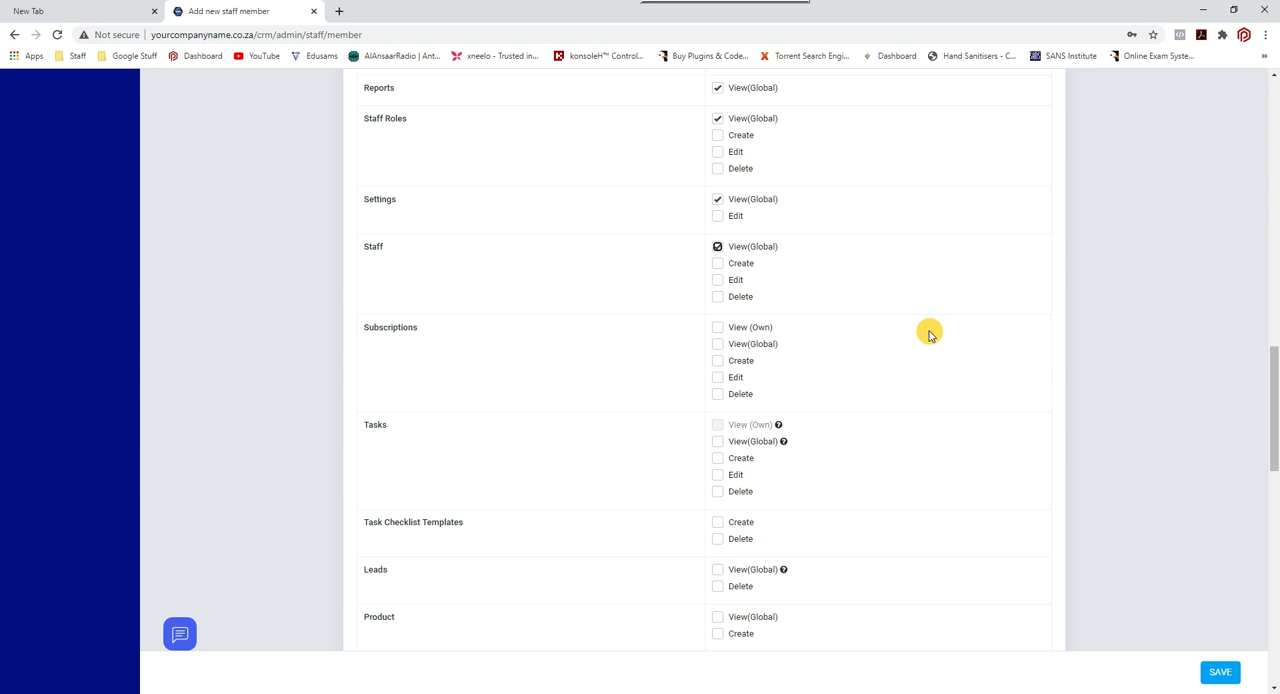 New Tab
Add new staff member
Not secure yourcompanyname.co.za/crm/admin/staff/member
Apps Staff Google Stuff Dashboard YouTube Edusams AlAnsaarRadio | Ant... xneelo - Trusted in... konsoleH™ Control... Buy Plugins & Code... Torrent Search Engi... Dashboard Hand Sanitisers - C... SANS Institute Online Exam Syste... »
Reports View(Global)
Staff Roles View(Global)
Create
Edit
Delete
Settings View(Global)
Edit
Staff View(Global)
Create
Edit
Delete
Subscriptions View (Own)
View(Global)
Create
Edit
Delete
Tasks View (Own)
View(Global)
Create
Edit
Delete
Task Checklist Templates Create
Delete
Leads View(Global)
Delete
Product View(Global)
Create
SAVE